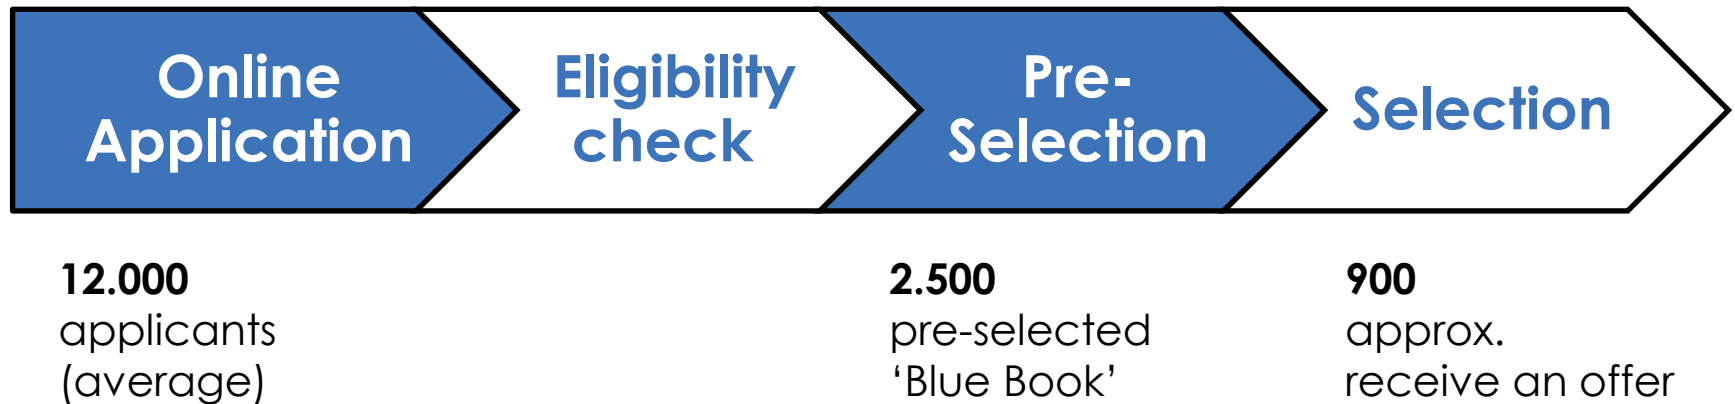 Online
Application
Eligibility
check
Pre-
Selection
Selection
12.000
applicants
(average)
2.500
pre-selected
‘Blue Book’
900
approx.
receive an offer